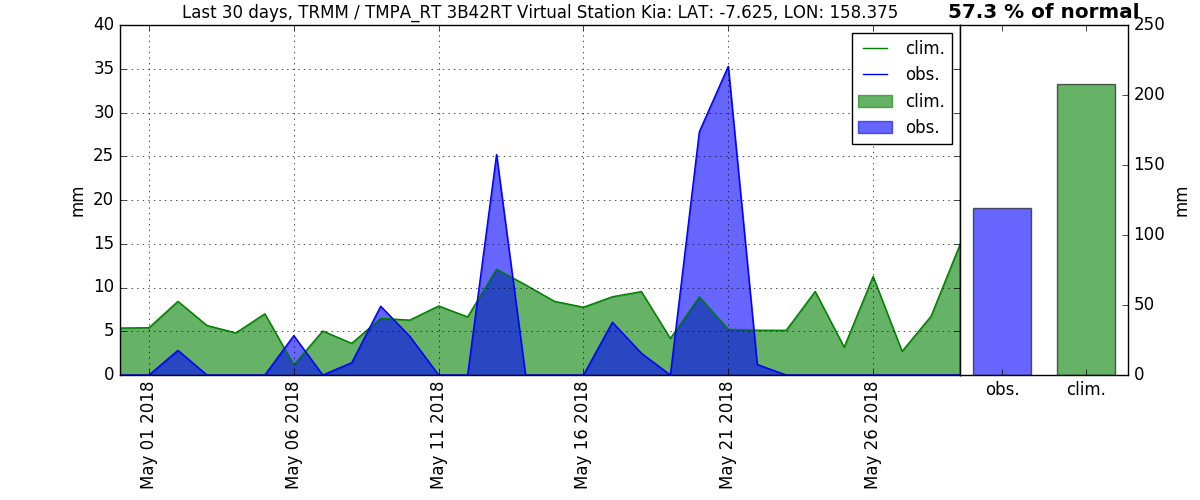 Last 30 days, TRMM / TMPA_RT 3B42RT Virtual Station Kia: LAT: -7.625, LON: 158.375
57.3 % of normal
40
35
30
25
20
15
10
5
0
mm
clim.
obs.
clim.
obs.
May 01 2018
May 06 2018
May 11 2018
May 16 2018
May 21 2018
May 26 2018
250
200
150
100
50
0
mm
obs.
clim.